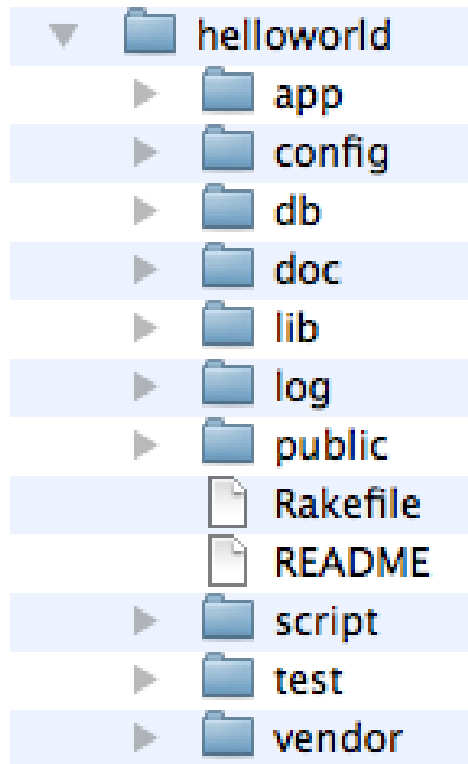 helloworld
app
config
db
doc
lib
log
public
Rakefile
README
script
test
vendor